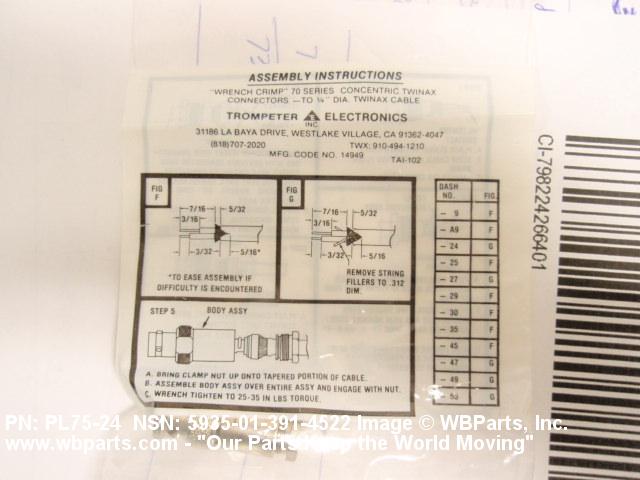 ASSEMBLY INSTRUCTIONS
"WRENCH CRIMP" 70 SERIES CONCENTRIC TWINAX
CONNECTORS —TO ¼" DIA. TWINAX CABLE
TROMPETER ELECTRONICS
INC.
31186 LA BAYA DRIVE, WESTLAKE VILLAGE, CA 91362-4047
(818)707-2020 TWX: 910-494-1210
MFG. CODE NO. 14949 TAI-102
FIG F
7/16 5/32
3/16
3/32 5/16*
*TO EASE ASSEMBLY IF
DIFFICULTY IS ENCOUNTERED
FIG G
7/16 5/32
3/16
3/32 5/16
REMOVE STRING
FILLERS TO .312
DIM.
STEP 5 BODY ASSY
A. BRING CLAMP NUT UP ONTO TAPERED PORTION OF CABLE.
B. ASSEMBLE BODY ASSY OVER ENTIRE ASSY AND ENGAGE WITH NUT.
C. WRENCH TIGHTEN TO 25-35 IN LBS TORQUE.
DASH NO. FIG.
- 9 F
- A9 F
- 24 G
- 25 F
- 27 G
- 29 F
- 30 F
- 35 F
- 45 F
- 47 G
- 49 G
- 53 G
CI-798224266401
PN: PL75-24 NSN: 5935-01-391-4522 Image © WBParts, Inc.
www.wbparts.com - "Our Parts Keep the World Moving"